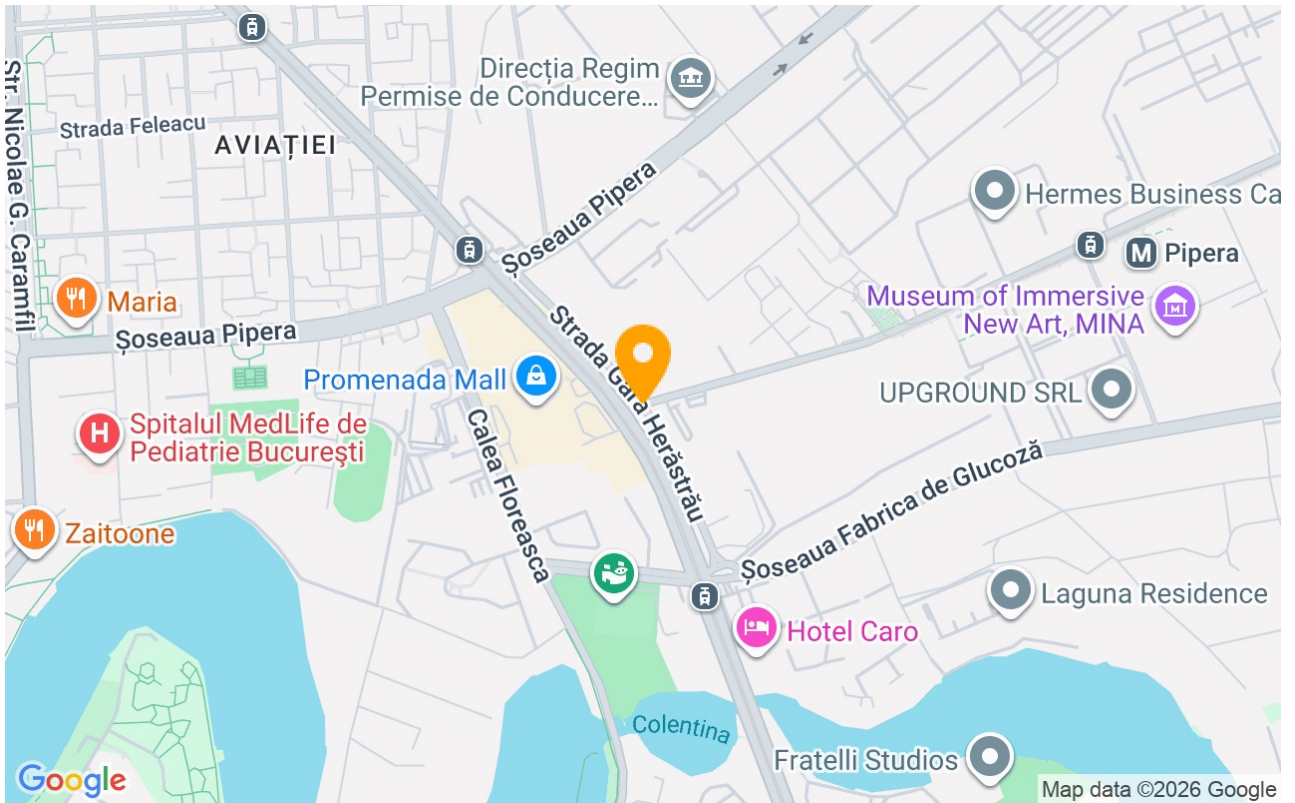 Direcția Regim
Permise de Conducere...
Str. Nicolae G. Caramfil
Strada Feleacu
AVIAȚIEI
Șoseaua Pipera
Hermes Business Ca
M Pipera
Maria
Museum of Immersive
New Art, MINA
Șoseaua Pipera
Strada Gara Herăstrău
Promenada Mall
UPGROUND SRL
H
Spitalul MedLife de
Pediatrie București
Calea Floreasca
Șoseaua Fabrica de Glucoză
Zaitoone
Laguna Residence
Hotel Caro
Colentina
Fratelli Studios
Google
Map data ©2026 Google